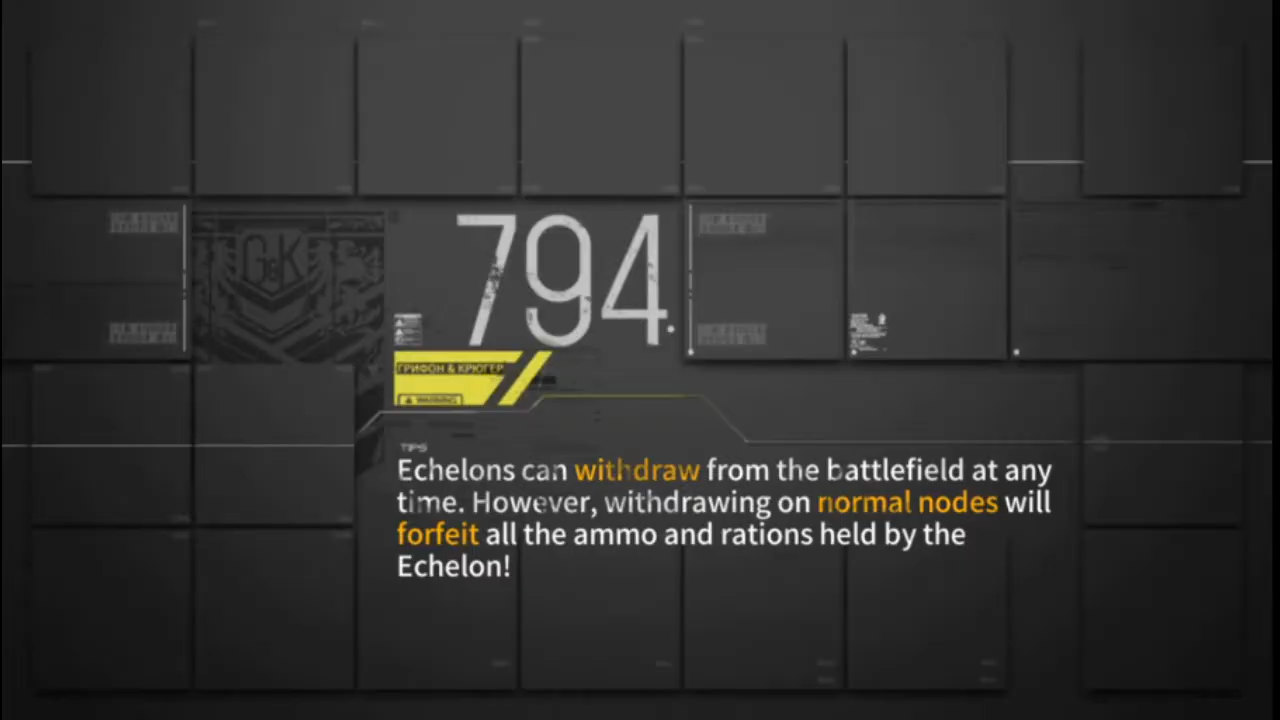 G&K
794.
ГРИФОН & КРЮГЕР
WARNING
TIPS
Echelons can withdraw from the battlefield at any
time. However, withdrawing on normal nodes will
forfeit all the ammo and rations held by the
Echelon!